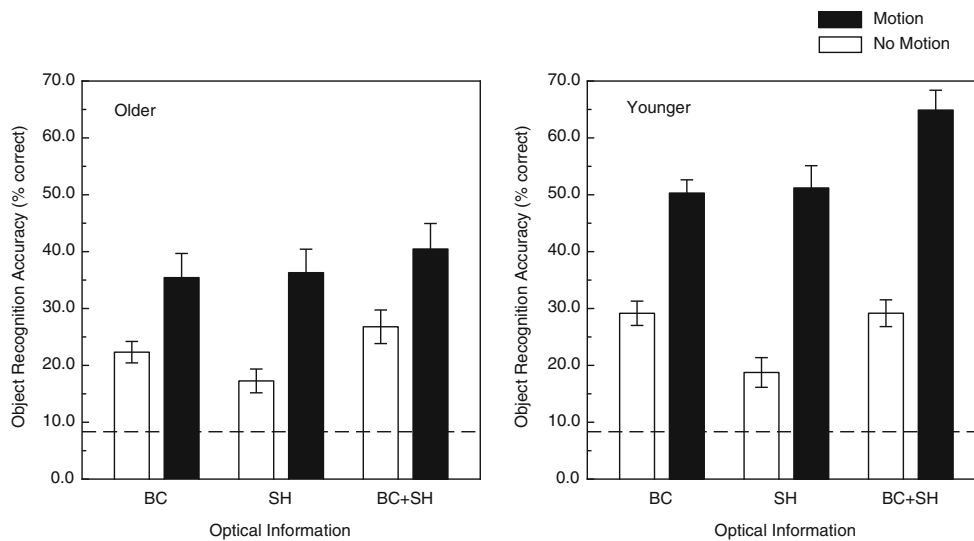 Motion
No Motion
Object Recognition Accuracy (% correct)
70.0
60.0
50.0
40.0
30.0
20.0
10.0
0.0
Older
BC
SH
BC+SH
Optical Information
Object Recognition Accuracy (% correct)
70.0
60.0
50.0
40.0
30.0
20.0
10.0
0.0
Younger
BC
SH
BC+SH
Optical Information